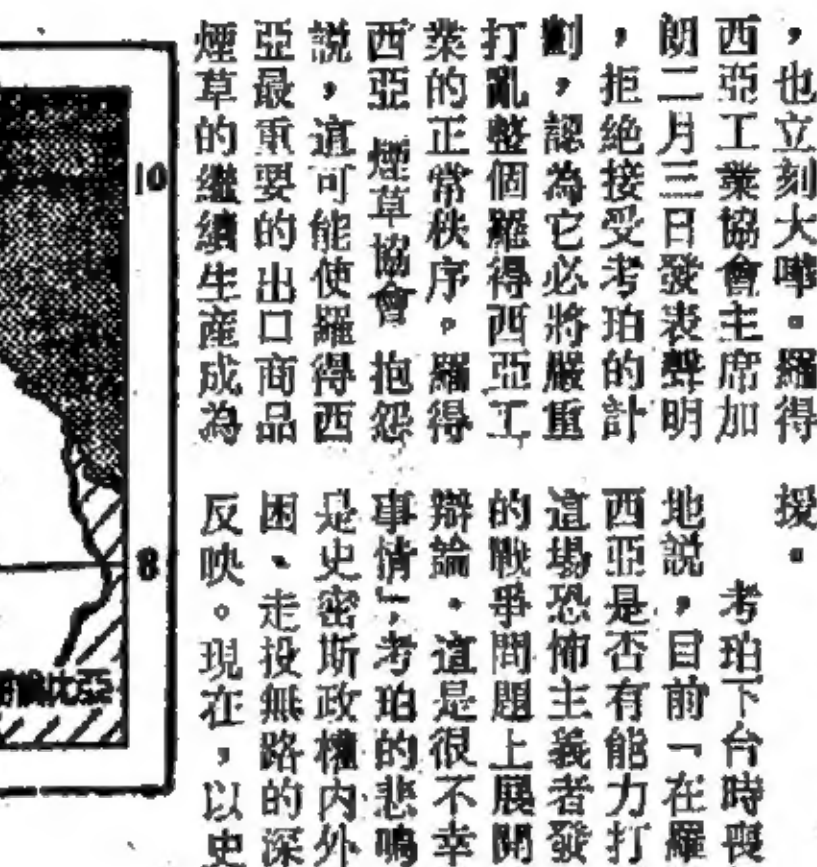 ，也立刻大嘩。羅得
西亞工業協會主席加
朗二月三日發表聲明
，拒絕接受考珀的計
劃，認為它必將嚴重
打亂整個羅得西亞工
業的正常秩序。羅得
西亞煙草協會抱怨
說，這可能使羅得西
亞最重要的出口商品
煙草的繼續生産成為
援。
考珀下台時喪
地說，目前「在羅
西亞是否有能力打
這場恐怖主義者發
的戰爭問題上展開
辯論。這是很不幸
事情」，考珀的悲鳴
是史密斯政權內外
困、走投無路的深
反映。現在，以史
10
8
比亞